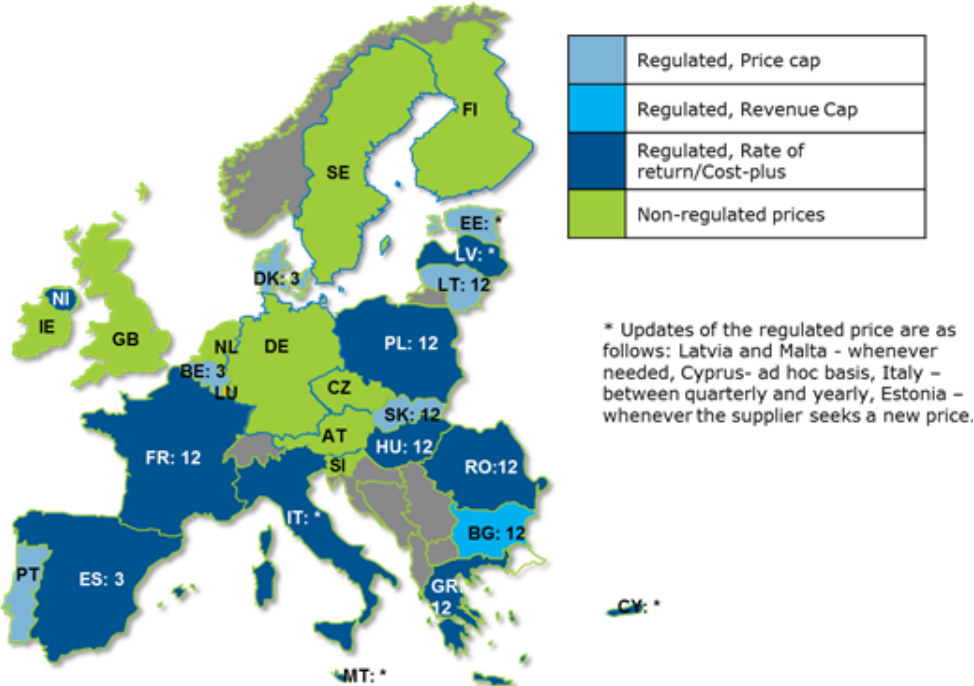 Regulated, Price cap
Regulated, Revenue Cap
Regulated, Rate of
return/Cost-plus
Non-regulated prices
FI
SE
EE: *
LV: *
DK: 3
LT: 12
NI
IE
GB
NL
DE
PL: 12
BE: 3
LU
CZ
SK: 12
AT
HU: 12
FR: 12
SI
RO:12
IT: *
BG: 12
PT
ES: 3
GR:
12
CY: *
MT: *
* Updates of the regulated price are as
follows: Latvia and Malta - whenever
needed, Cyprus- ad hoc basis, Italy –
between quarterly and yearly, Estonia –
whenever the supplier seeks a new price.